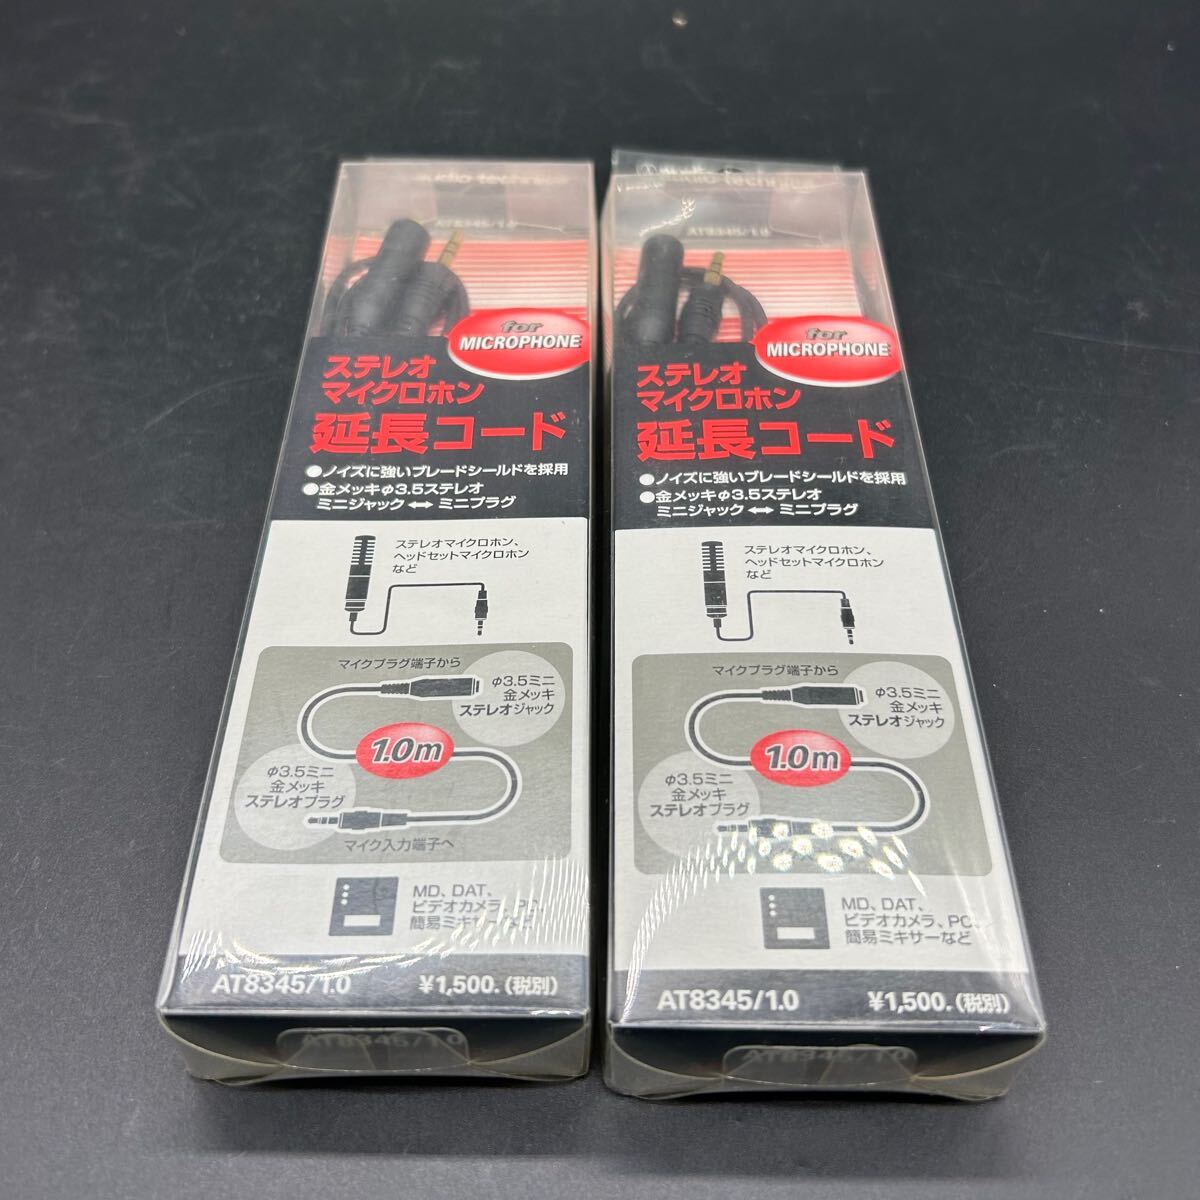 audio-technica
AT8345/1.0
for
MICROPHONE
ステレオ
マイクロホン
延長コード
●ノイズに強いブレードシールドを採用
●金メッキφ3.5ステレオ
ミニジャック⟷ミニプラグ
ステレオマイクロホン、
ヘッドセットマイクロホン
など
マイクプラグ端子から
φ3.5ミニ
金メッキ
ステレオジャック
1.0m
φ3.5ミニ
金メッキ
ステレオプラグ
マイク入力端子へ
MD、DAT、
ビデオカメラ、PC、
簡易ミキサーなど
AT8345/1.0 ¥1,500.(税別)
AT8345/1.0
audio-technica
AT8345/1.0
for
MICROPHONE
ステレオ
マイクロホン
延長コード
●ノイズに強いブレードシールドを採用
●金メッキφ3.5ステレオ
ミニジャック⟷ミニプラグ
ステレオマイクロホン、
ヘッドセットマイクロホン
など
マイクプラグ端子から
φ3.5ミニ
金メッキ
ステレオジャック
1.0m
φ3.5ミニ
金メッキ
ステレオプラグ
MD、DAT、
ビデオカメラ、PC、
簡易ミキサーなど
AT8345/1.0 ¥1,500.(税別)
AT8345/1.0